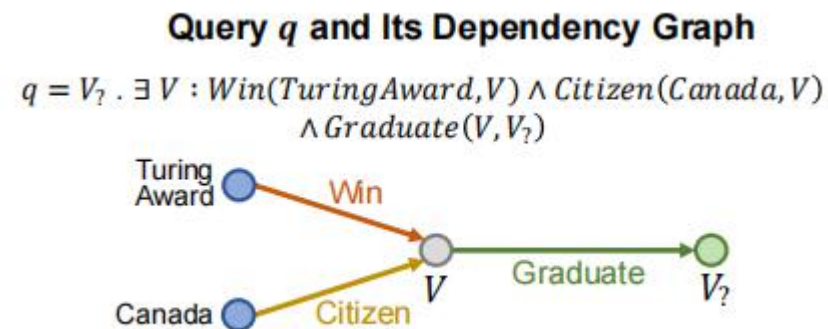 Query q and Its Dependency Graph
q = V? . ∃ V : Win(TuringAward,V) ∧ Citizen(Canada,V)
∧ Graduate(V,V?)
Turing
Award
Win
V
Graduate
V?
Canada
Citizen